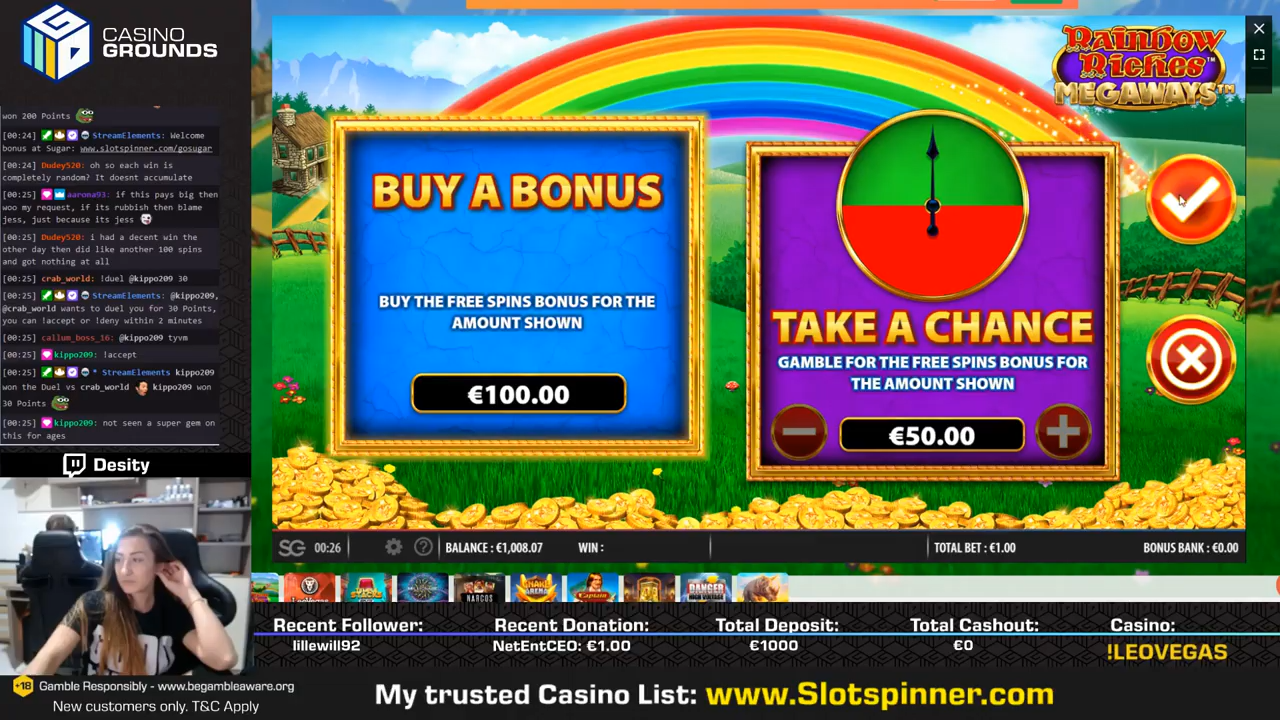 CASINO
GROUNDS
won 200 Points
[00:24] StreamElements: Welcome
bonus at Sugar: www.slotspinner.com/gosugar
[00:24] Dudey520: oh so each win is
completely random? It doesnt accumulate
[00:25] aaroma93: if this pays big then
woo my request, if its rubbish then blame
jess, just because its jess
[00:25] Dudey520: i had a decent win the
other day then did like another 100 spins
and got nothing at all
[00:25] crab_world: !duel @kippo209 30
[00:25] StreamElements: @kippo209,
@crab_world wants to duel you for 30 Points,
you can !accept or !deny within 2 minutes
[00:25] callum_boss_16: @kippo209 tyvm
[00:25] kippo209: !accept
[00:25] * StreamElements kippo209
won the Duel vs crab_world kippo209 won
30 Points
[00:25] kippo209: not seen a super gem on
this for ages
Desity
Rainbow
Riches™
MEGAWAYS™
BUY A BONUS
BUY THE FREE SPINS BONUS FOR THE
AMOUNT SHOWN
€100.00
TAKE A CHANCE
GAMBLE FOR THE FREE SPINS BONUS FOR
THE AMOUNT SHOWN
€50.00
SG 00:26 BALANCE : €1,008.07 WIN : TOTAL BET : €1.00 BONUS BANK : €0.00
NARCOS
DANGER
Recent Follower: Recent Donation: Total Deposit: Total Cashout: Casino:
lillewill92 NetEntCEO: €1.00 €1000 €0 !LEOVEGAS
+18 Gamble Responsibly - www.begambleaware.org
New customers only. T&C Apply
My trusted Casino List: www.Slotspinner.com